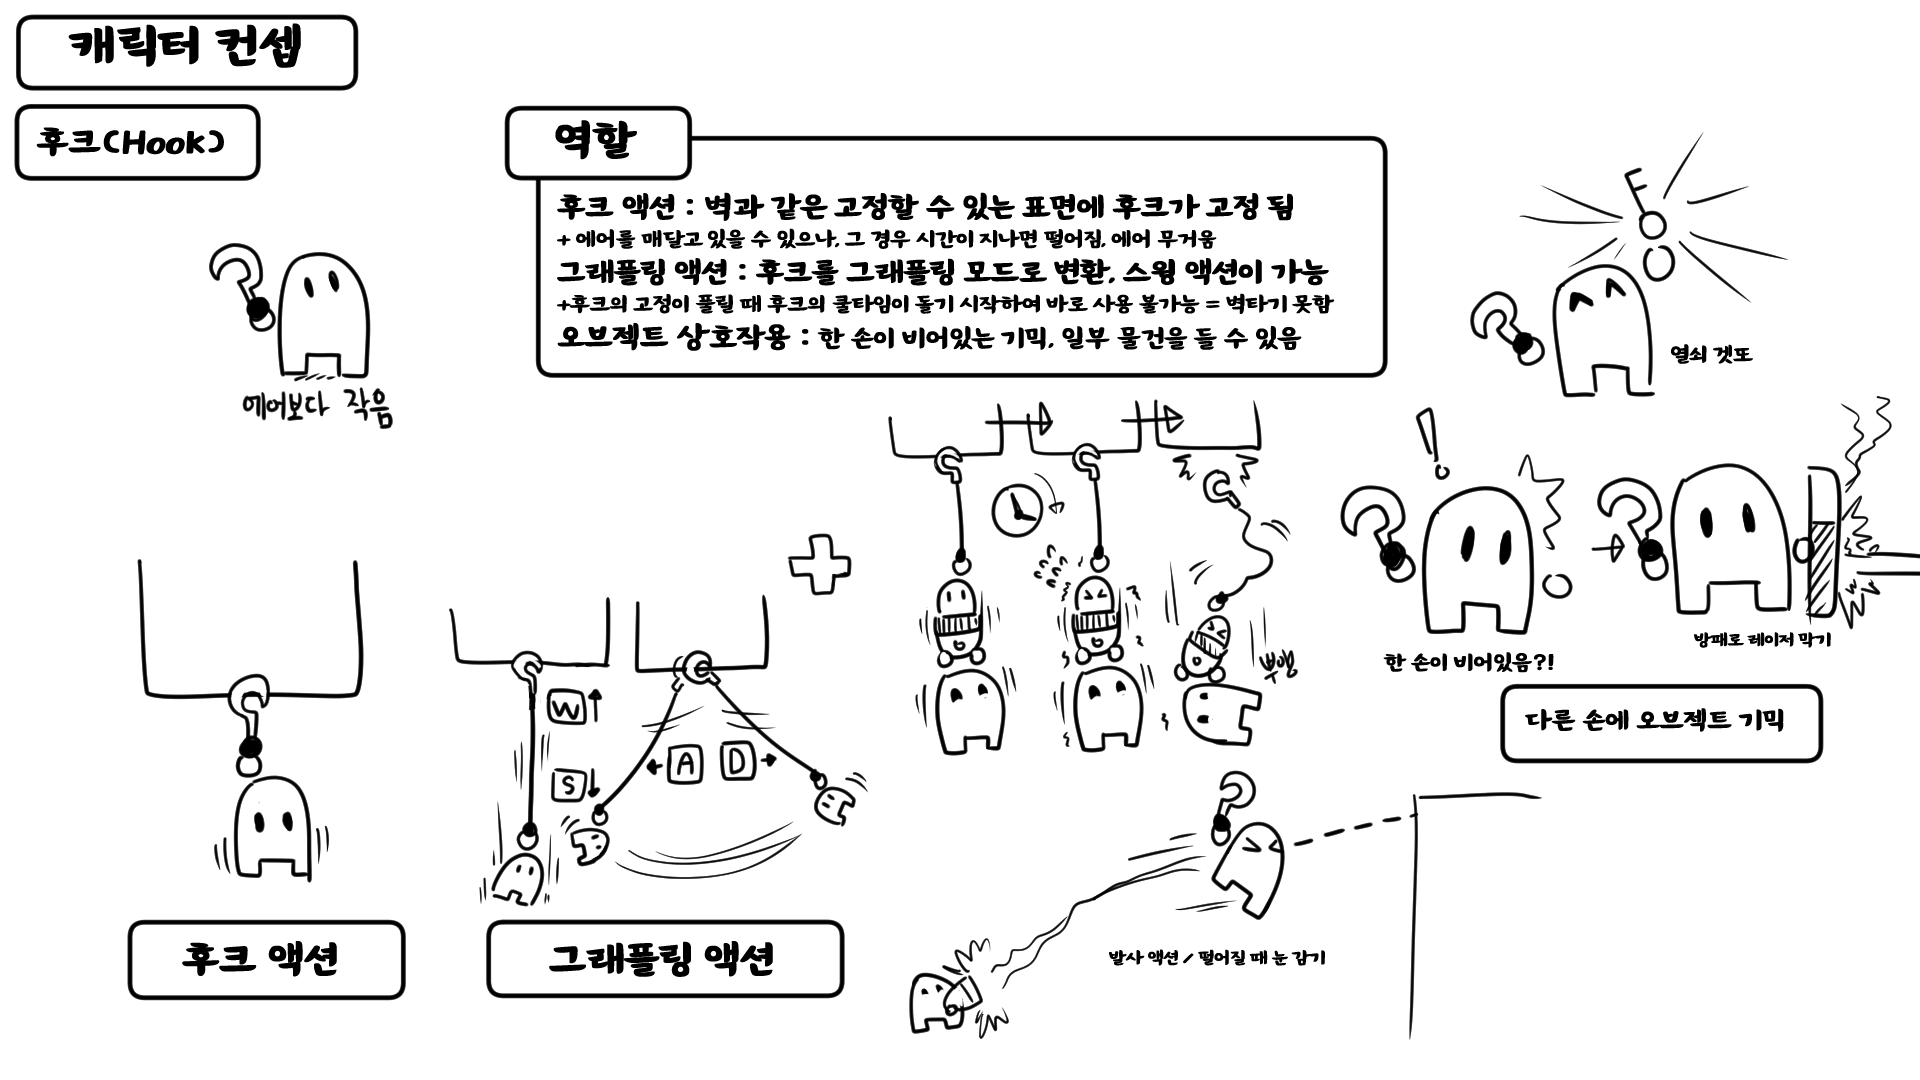 캐릭터 컨셉
후크(Hook)
에어보다 작음
역할
후크 액션 : 벽과 같은 고정할 수 있는 표면에 후크가 고정 됨
+ 에어를 매달고 있을 수 있으나, 그 경우 시간이 지나면 떨어짐, 에어 무거움
그래플링 액션 : 후크를 그래플링 모드로 변환, 스윙 액션이 가능
+후크의 고정이 풀릴 때 후크의 쿨타임이 돌기 시작하여 바로 사용 불가능 = 벽타기 못함
오브젝트 상호작용 : 한 손이 비어있는 기믹, 일부 물건을 들 수 있음
열쇠 겟또
!
한 손이 비어있음?!
방패로 레이저 막기
다른 손에 오브젝트 기믹
뿌앵
W
S
A
D
후크 액션
그래플링 액션
발사 액션 / 떨어질 때 눈 감기